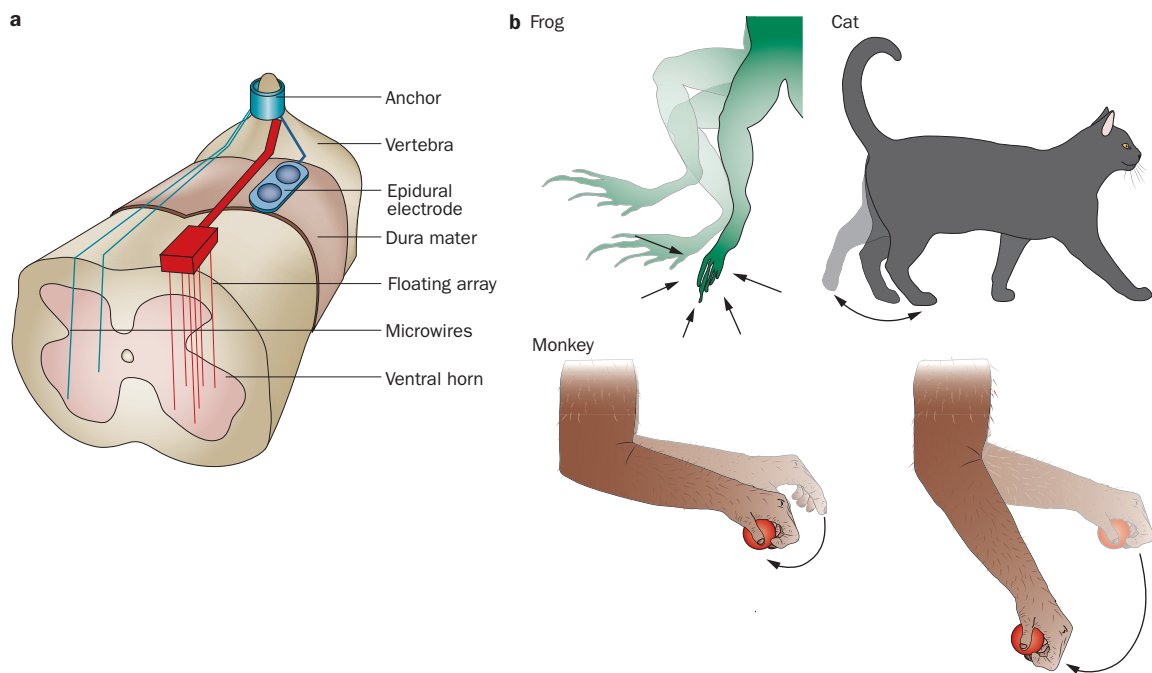 a
Anchor
Vertebra
Epidural
electrode
Dura mater
Floating array
Microwires
Ventral horn
b Frog
Cat
Monkey